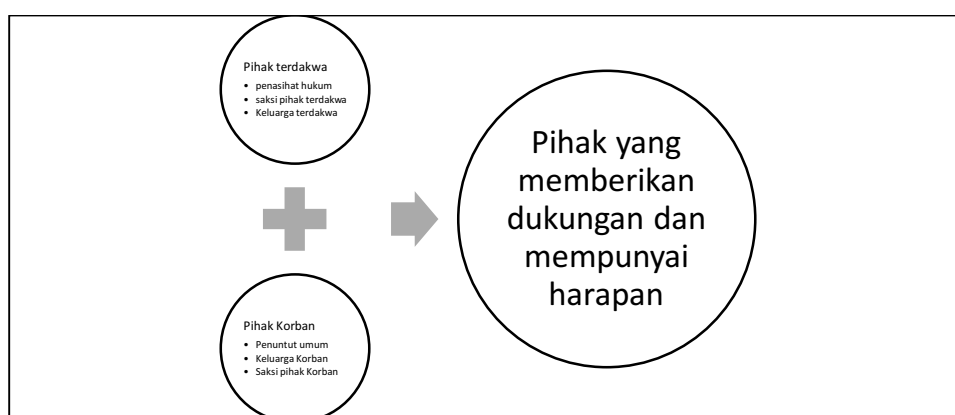 Pihak terdakwa
• penasihat hukum
• saksi pihak terdakwa
• Keluarga terdakwa
Pihak Korban
• Penuntut umum
• Keluarga Korban
• Saksi pihak Korban
Pihak yang
memberikan
dukungan dan
mempunyai
harapan